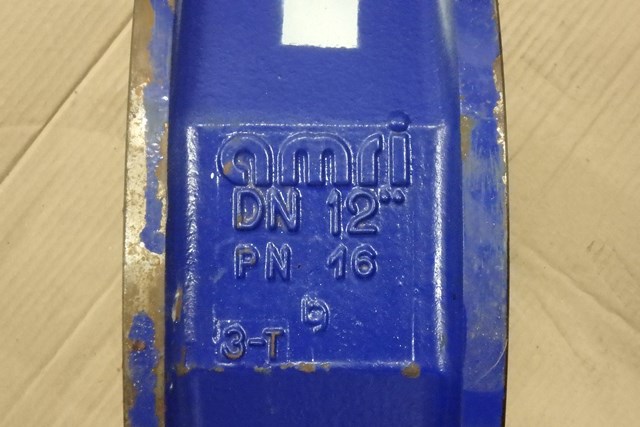 amri
DN 12"
PN 16
3-T